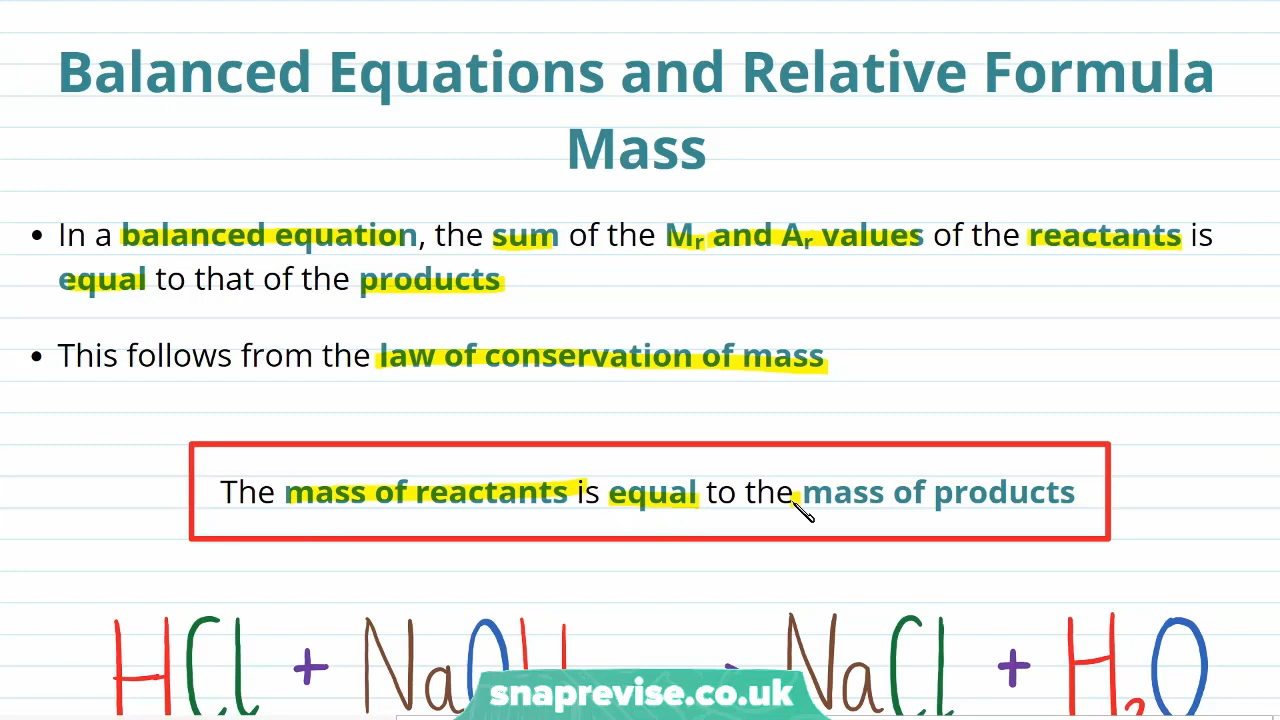 Balanced Equations and Relative Formula
Mass
• In a balanced equation, the sum of the Mᵣ and Aᵣ values of the reactants is
equal to that of the products
• This follows from the law of conservation of mass
The mass of reactants is equal to the mass of products
HCl + NaOH → NaCl + H₂O
snaprevise.co.uk